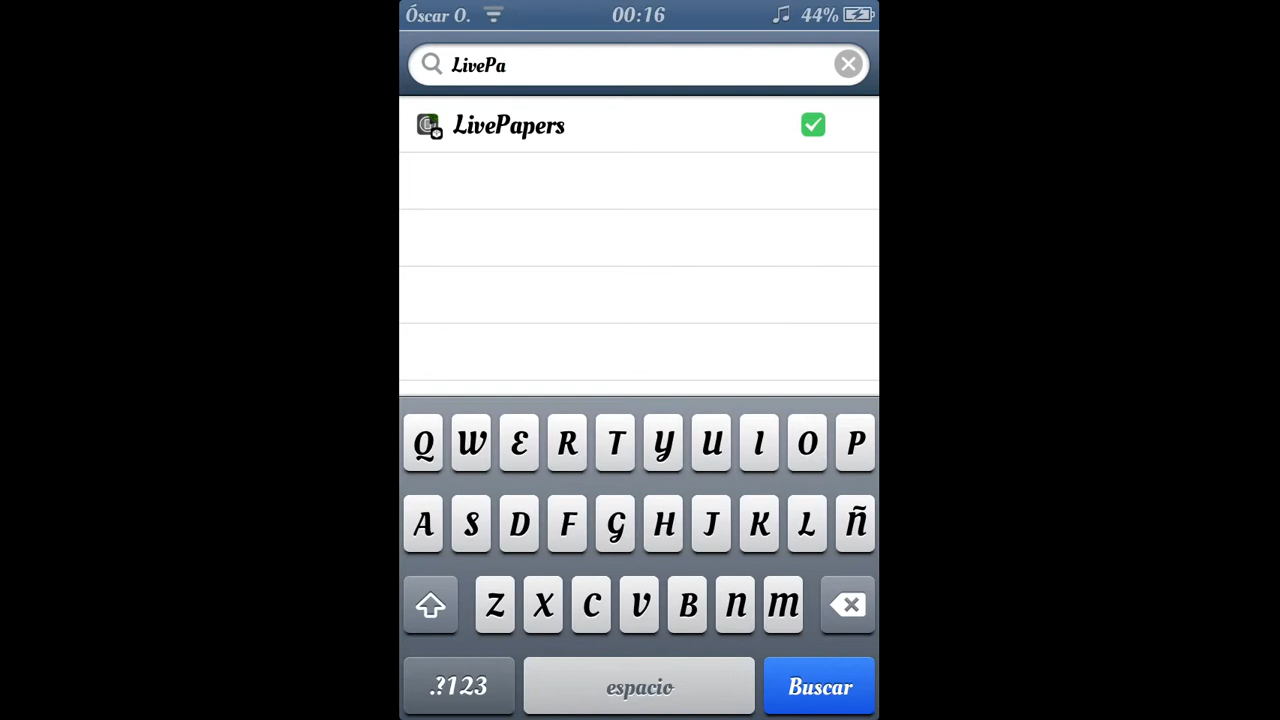 Óscar O. 00:16 44%
LivePa
LivePapers
Q W E R T Y U I O P
A S D F G H J K L Ñ
Z X C V B N M
.?123 espacio Buscar